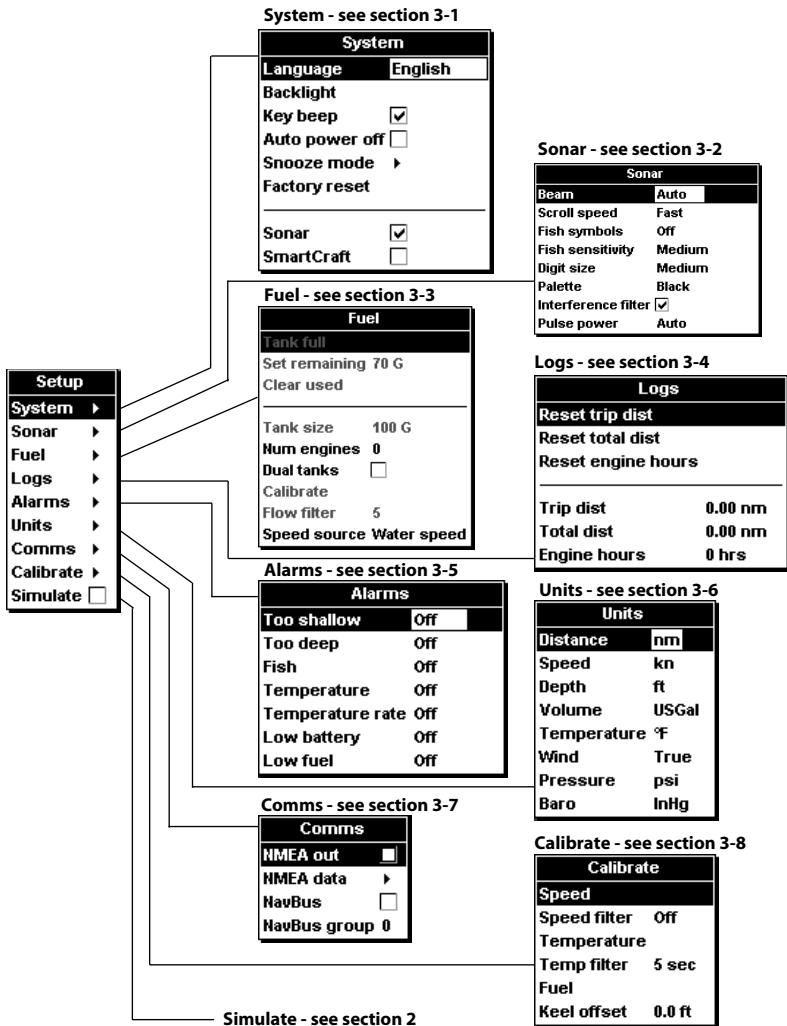 System - see section 3-1
System
Language English
Backlight
Key beep
Auto power off
Snooze mode
Factory reset
Sonar
SmartCraft
Sonar - see section 3-2
Sonar
Beam Auto
Scroll speed Fast
Fish symbols Off
Fish sensitivity Medium
Digit size Medium
Palette Black
Interference filter
Pulse power Auto
Fuel - see section 3-3
Fuel
Tank full
Set remaining 70 G
Clear used
Tank size 100 G
Num engines 0
Dual tanks
Calibrate
Flow filter 5
Speed source Water speed
Logs - see section 3-4
Logs
Reset trip dist
Reset total dist
Reset engine hours
Trip dist 0.00 nm
Total dist 0.00 nm
Engine hours 0 hrs
Setup
System
Sonar
Fuel
Logs
Alarms
Units
Comms
Calibrate
Simulate
Alarms - see section 3-5
Alarms
Too shallow Off
Too deep Off
Fish Off
Temperature Off
Temperature rate Off
Low battery Off
Low fuel Off
Units - see section 3-6
Units
Distance nm
Speed kn
Depth ft
Volume USGal
Temperature °F
Wind True
Pressure psi
Baro InHg
Comms - see section 3-7
Comms
NMEA out
NMEA data
NavBus
NavBus group 0
Calibrate - see section 3-8
Calibrate
Speed
Speed filter Off
Temperature
Temp filter 5 sec
Fuel
Keel offset 0.0 ft
Simulate - see section 2